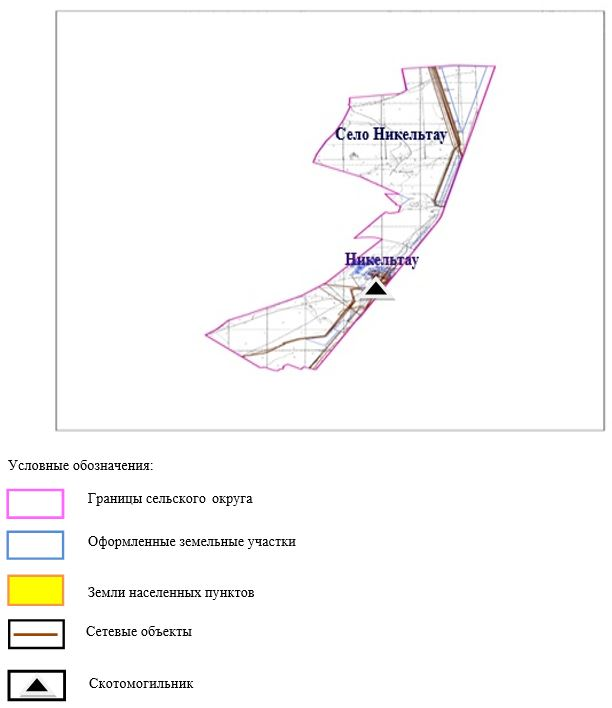 Село Никельтау
Никельтау
Условные обозначения:
Границы сельского округа
Оформленные земельные участки
Земли населенных пунктов
Сетевые объекты
Скотомогильник